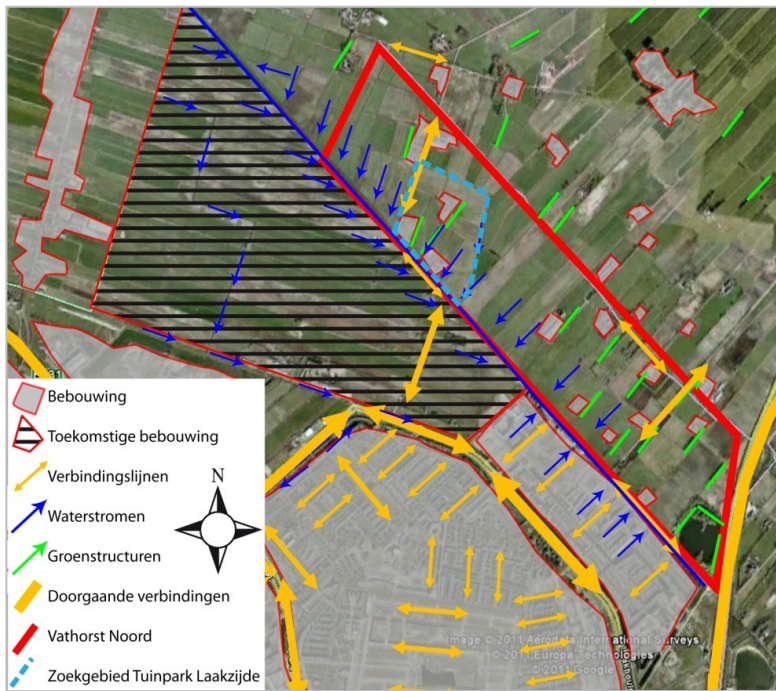 Bebouwing
Toekomstige bebouwing
Verbindingslijnen
Waterstromen
Groenstructuren
Doorgaande verbindingen
Vathorst Noord
Zoekgebied Tuinpark Laakzijde
N
Image © 2011 Aerodata International Surveys
© 2011 Europa Technologies
© 2011 Google